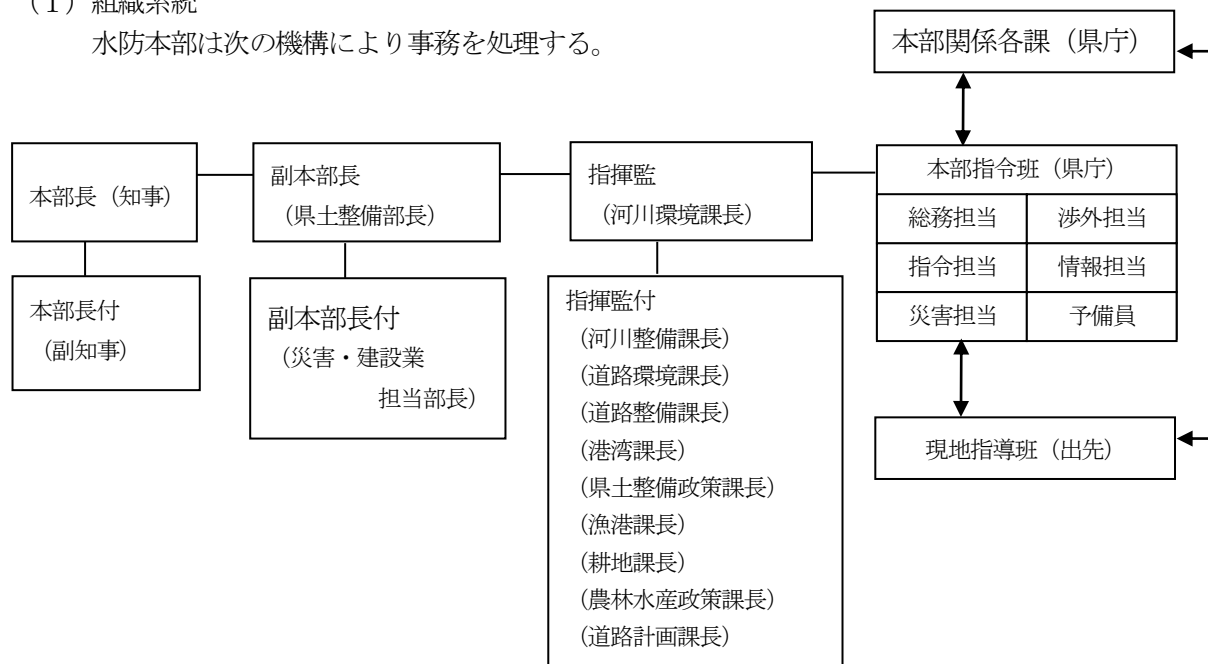 （１）組織系統
水防本部は次の機構により事務を処理する。
本部関係各課（県庁）
本部長（知事）
副本部長
（県土整備部長）
指揮監
（河川環境課長）
本部指令班（県庁）
総務担当
渉外担当
指令担当
情報担当
災害担当
予備員
本部長付
（副知事）
副本部長付
（災害・建設業
担当部長）
指揮監付
（河川整備課長）
（道路環境課長）
（道路整備課長）
（港湾課長）
（県土整備政策課長）
（漁港課長）
（耕地課長）
（農林水産政策課長）
（道路計画課長）
現地指導班（出先）